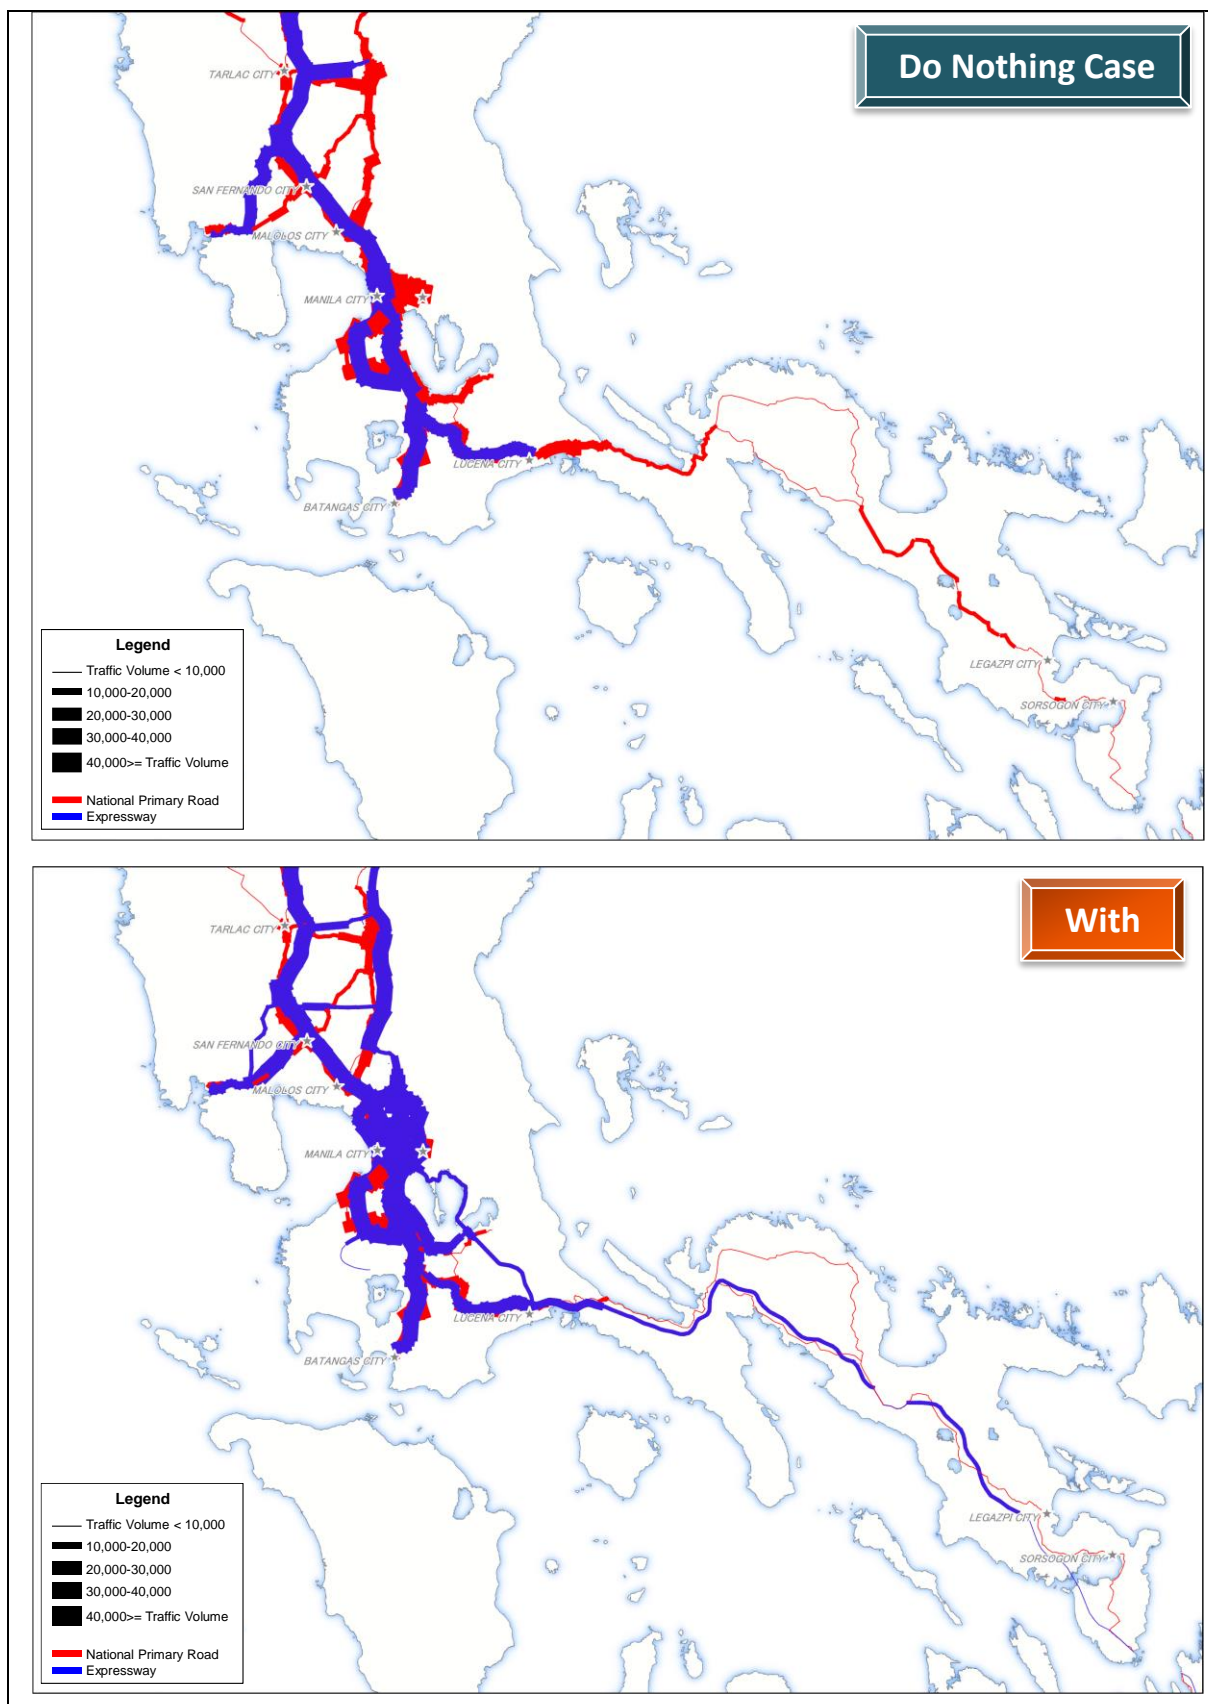 Do Nothing Case
TARLAC CITY
SAN FERNANDO CITY
MALOLOS CITY
MANILA CITY
LUCENA CITY
BATANGAS CITY
LEGAZPI CITY
SORSOGON CITY
Legend
Traffic Volume < 10,000
10,000-20,000
20,000-30,000
30,000-40,000
40,000>= Traffic Volume
National Primary Road
Expressway
With
TARLAC CITY
SAN FERNANDO CITY
MALOLOS CITY
MANILA CITY
LUCENA CITY
BATANGAS CITY
LEGAZPI CITY
SORSOGON CITY
Legend
Traffic Volume < 10,000
10,000-20,000
20,000-30,000
30,000-40,000
40,000>= Traffic Volume
National Primary Road
Expressway